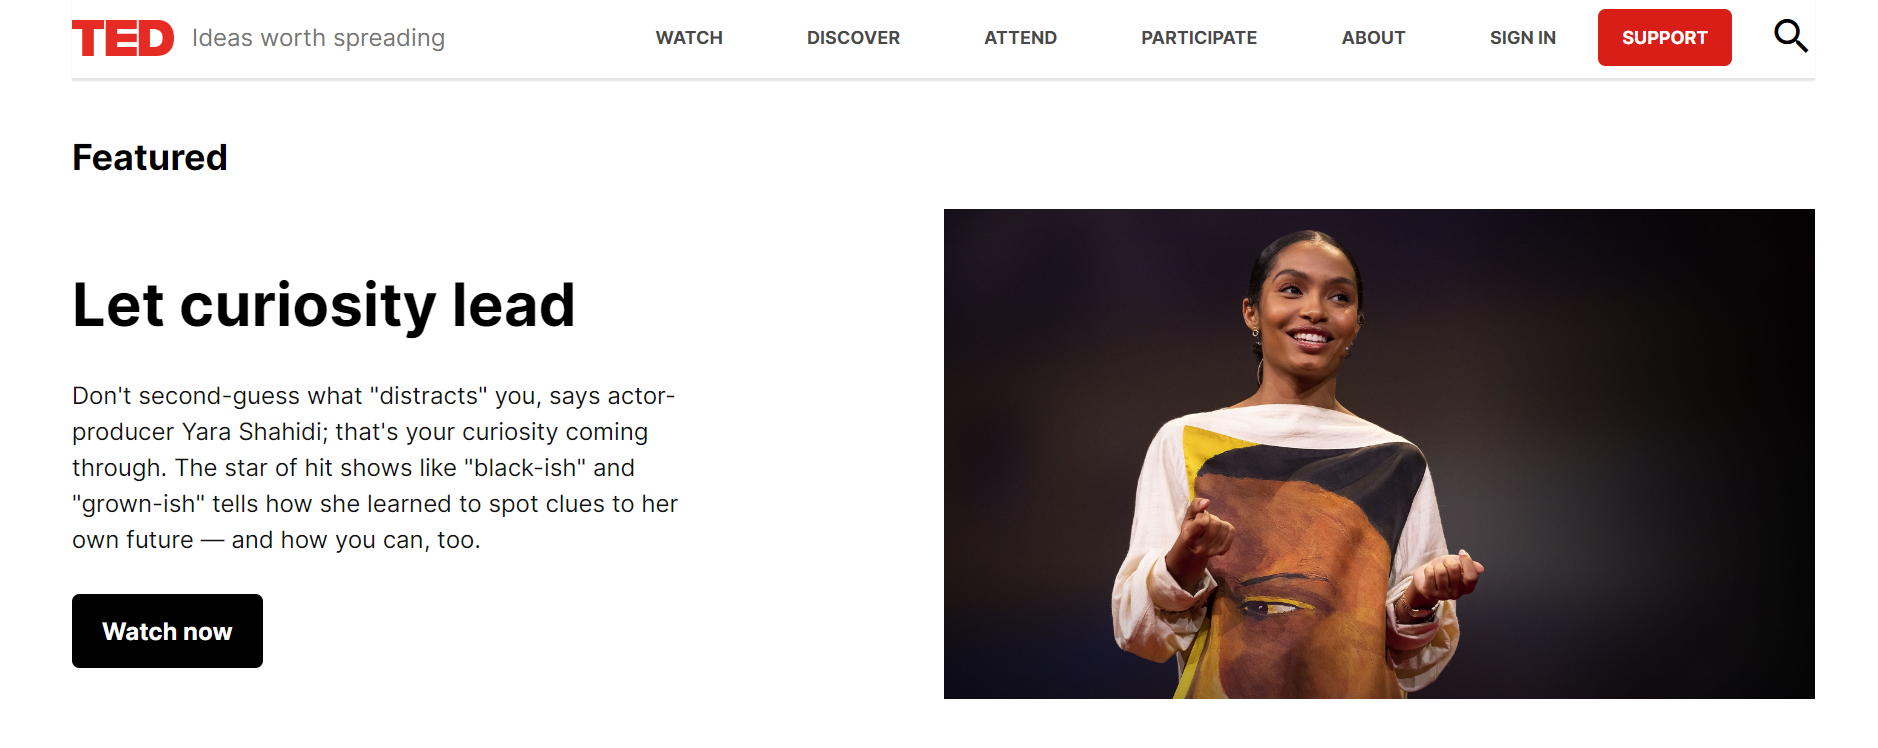 TED Ideas worth spreading WATCH DISCOVER ATTEND PARTICIPATE ABOUT SIGN IN SUPPORT
Featured
Let curiosity lead
Don't second-guess what "distracts" you, says actor-
producer Yara Shahidi; that's your curiosity coming
through. The star of hit shows like "black-ish" and
"grown-ish" tells how she learned to spot clues to her
own future — and how you can, too.
Watch now